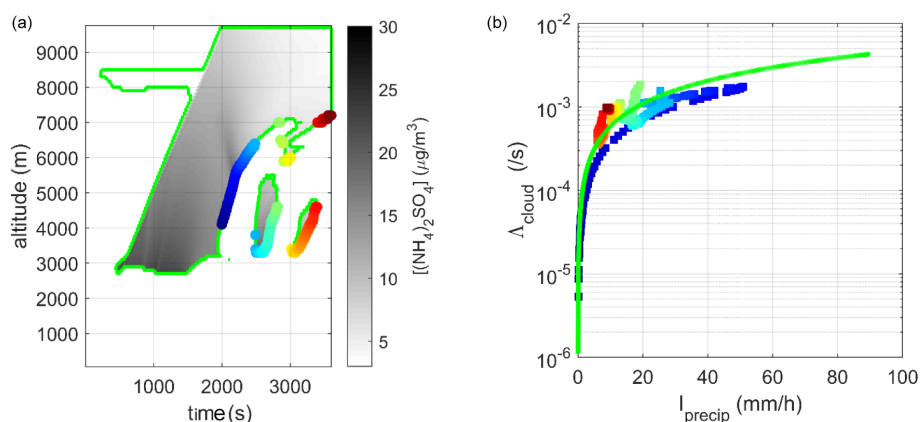 (a)
9000
8000
7000
6000
5000
4000
3000
2000
1000
altitude (m)
1000 2000 3000
time (s)
30
25
20
15
10
5
[(NH4)2SO4] (μg/m³)
(b)
10⁻²
10⁻³
10⁻⁴
10⁻⁵
10⁻⁶
Λcloud (/s)
0 20 40 60 80 100
Iprecip (mm/h)